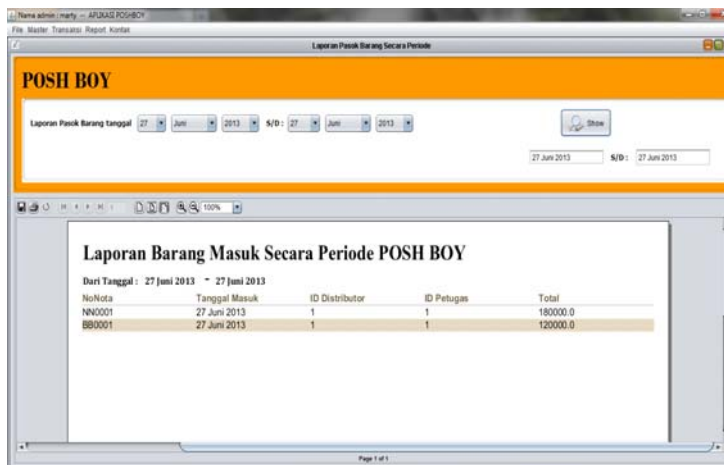 Nama admin : marty — APLIKASI POSHBOY
File Master Transaksi Report Kontak
Laporan Pasok Barang Secara Periode
POSH BOY
Laporan Pasok Barang tanggal 27 Juni 2013 S/D : 27 Juni 2013 Show
27 Juni 2013 S/D : 27 Juni 2013
100%
Laporan Barang Masuk Secara Periode POSH BOY
Dari Tanggal : 27 Juni 2013 - 27 Juni 2013
NoNota Tanggal Masuk ID Distributor ID Petugas Total
NN0001 27 Juni 2013 1 1 180000.0
BB0001 27 Juni 2013 1 1 120000.0
Page 1 of 1